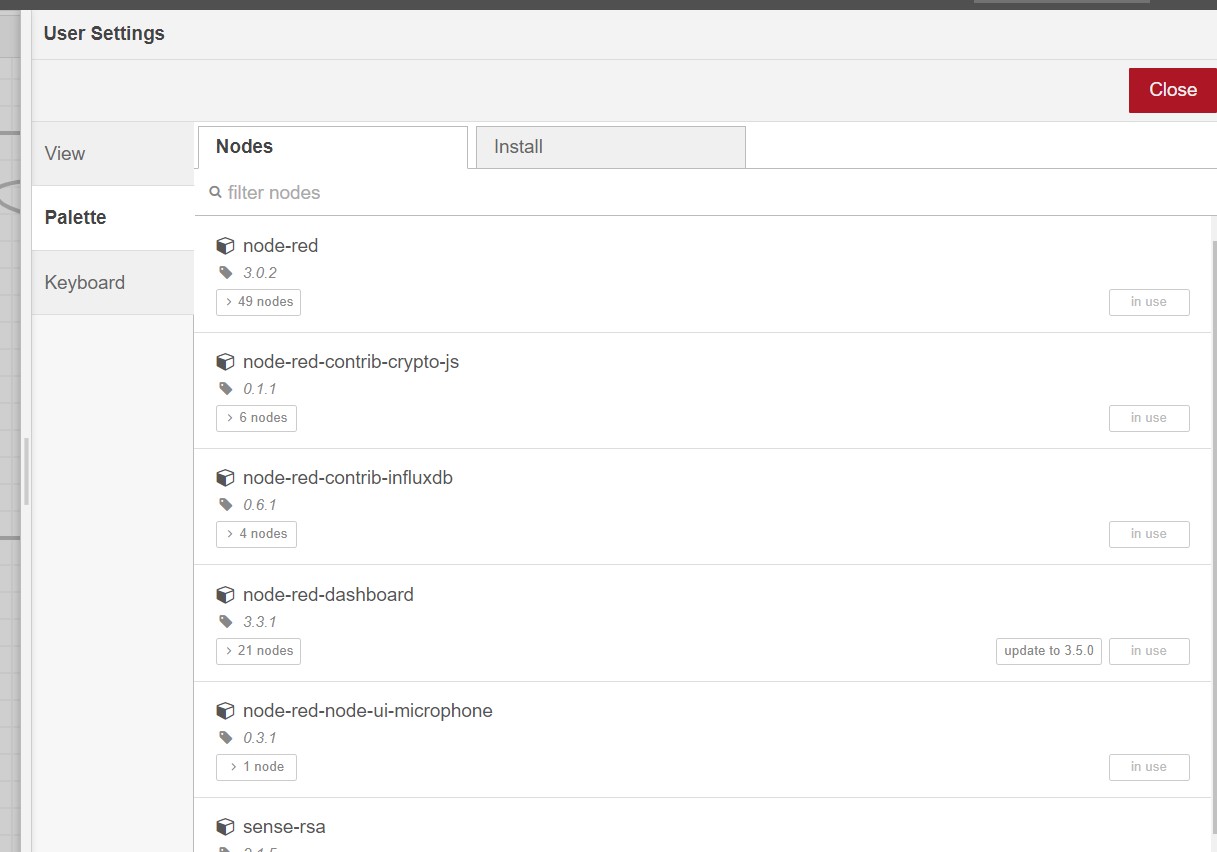 User Settings
Close
View
Palette
Keyboard
Nodes
Install
filter nodes
node-red
3.0.2
> 49 nodes
in use
node-red-contrib-crypto-js
0.1.1
> 6 nodes
in use
node-red-contrib-influxdb
0.6.1
> 4 nodes
in use
node-red-dashboard
3.3.1
> 21 nodes
update to 3.5.0
in use
node-red-node-ui-microphone
0.3.1
> 1 node
in use
sense-rsa